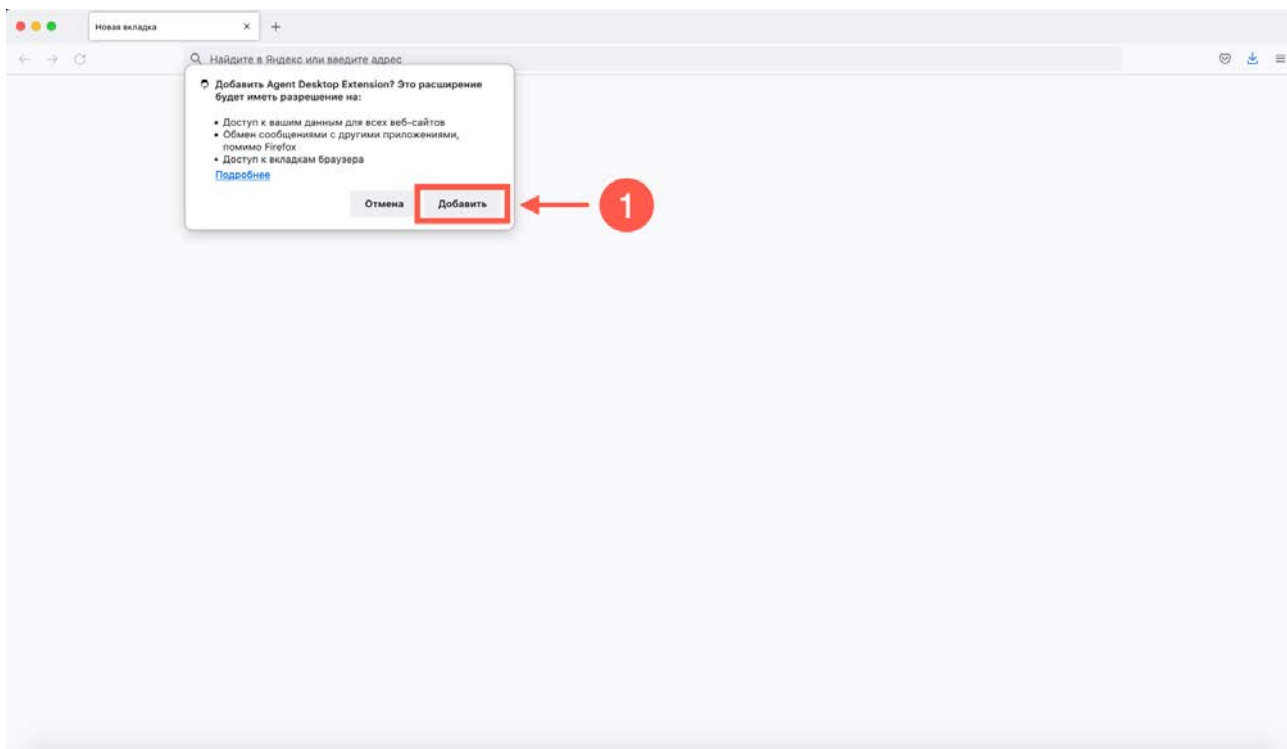 Новая вкладка
Найдите в Яндекс или введите адрес
Добавить Agent Desktop Extension? Это расширение
будет иметь разрешение на:
• Доступ к вашим данным для всех веб-сайтов
• Обмен сообщениями с другими приложениями,
помимо Firefox
• Доступ к вкладкам браузера
Подробнее
Отмена Добавить 1